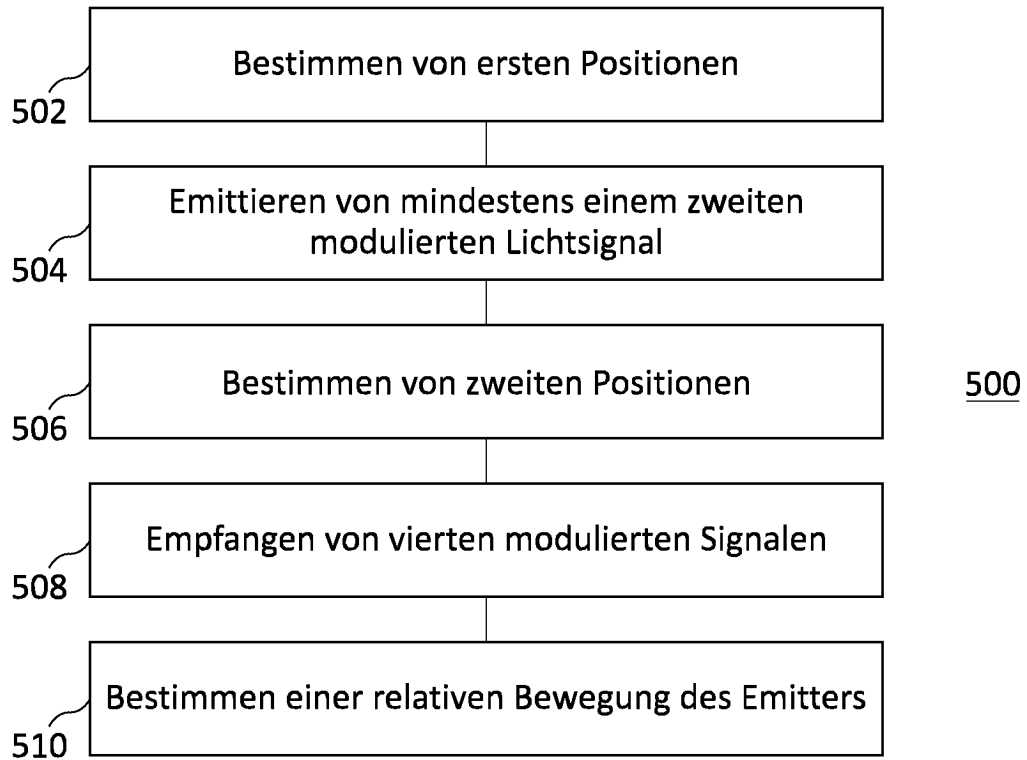 Bestimmen von ersten Positionen
502
Emittieren von mindestens einem zweiten
modulierten Lichtsignal
504
Bestimmen von zweiten Positionen
506
500
Empfangen von vierten modulierten Signalen
508
Bestimmen einer relativen Bewegung des Emitters
510